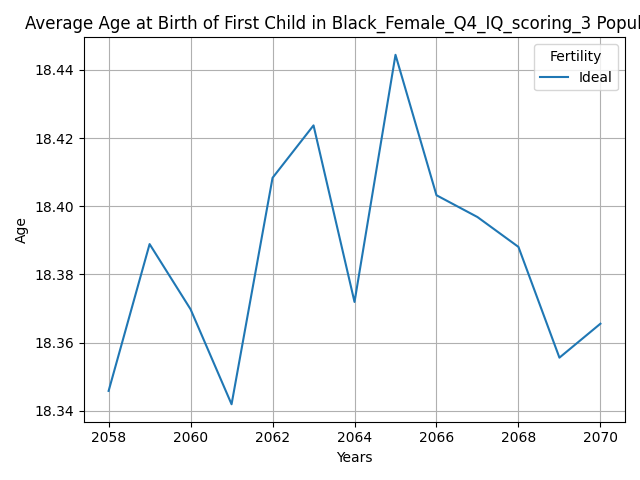 Average Age at Birth of First Child in Black_Female_Q4_IQ_scoring_3 Popul
Fertility
Ideal
18.44
18.42
18.40
18.38
18.36
18.34
Age
2058 2060 2062 2064 2066 2068 2070
Years